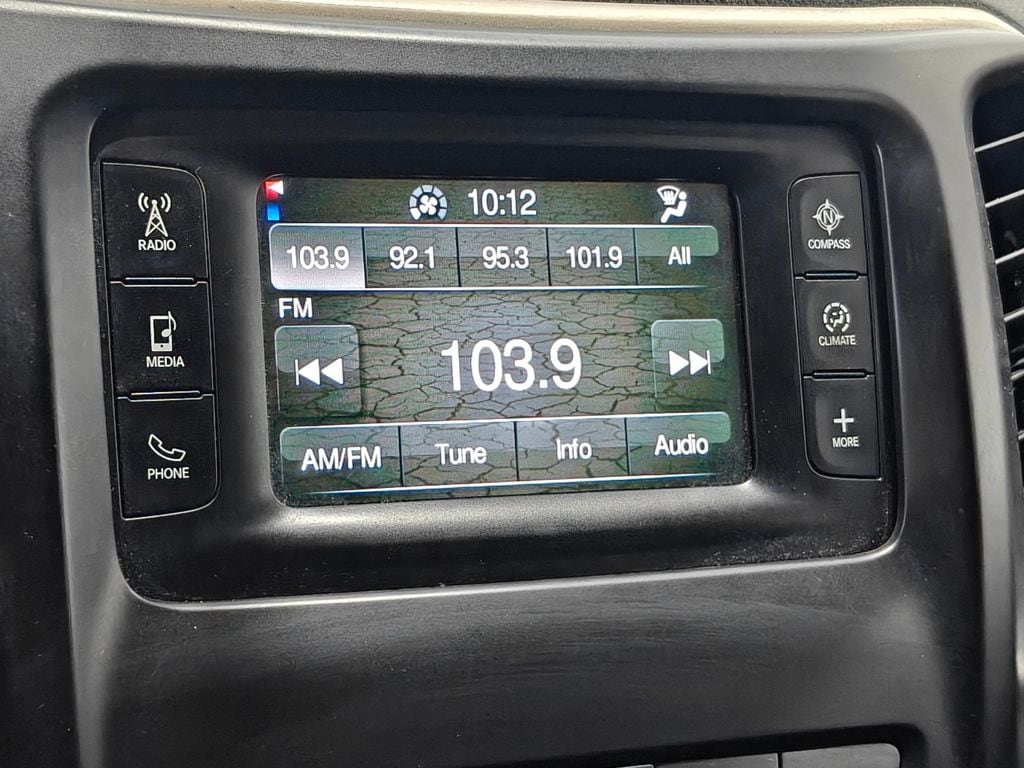 10:12
103.9 92.1 95.3 101.9 All
FM
103.9
AM/FM Tune Info Audio
RADIO
MEDIA
PHONE
N
COMPASS
CLIMATE
+
MORE